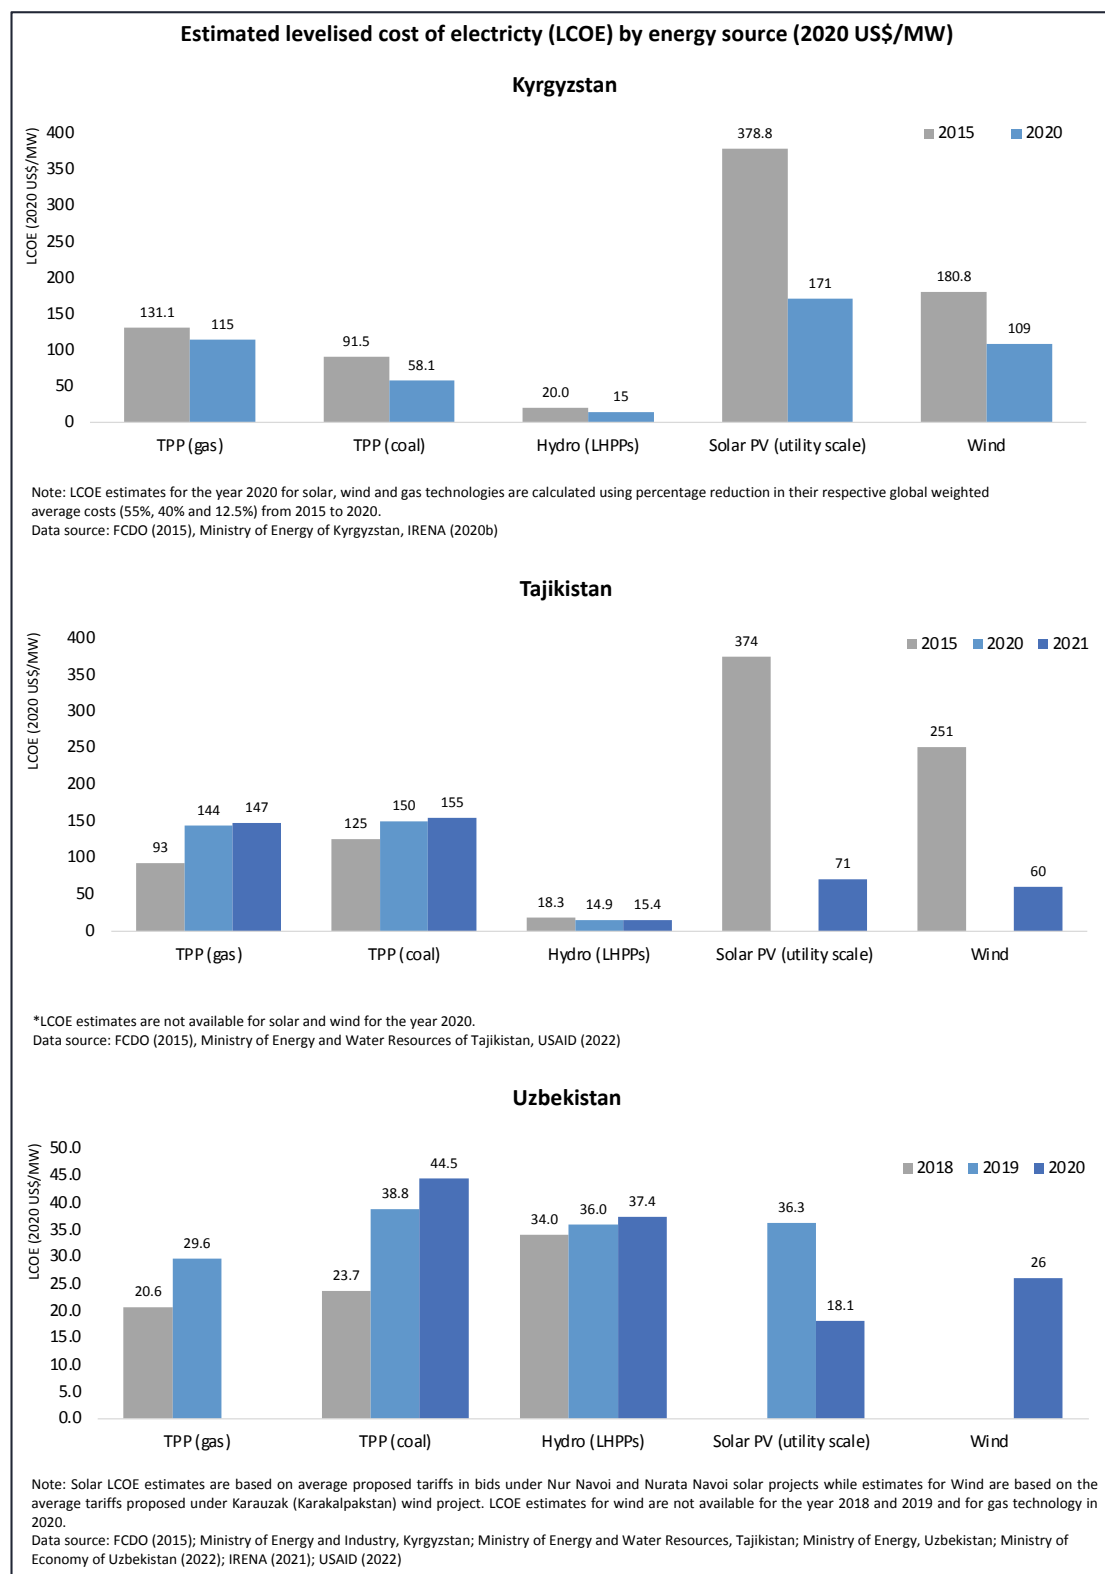 Estimated levelised cost of electricty (LCOE) by energy source (2020 US$/MW)
Kyrgyzstan
LCOE (2020 US$/MW)
400
350
300
250
200
150
100
50
0
2015
2020
131.1
115
91.5
58.1
20.0
15
378.8
171
180.8
109
TPP (gas)
TPP (coal)
Hydro (LHPPs)
Solar PV (utility scale)
Wind
Note: LCOE estimates for the year 2020 for solar, wind and gas technologies are calculated using percentage reduction in their respective global weighted
average costs (55%, 40% and 12.5%) from 2015 to 2020.
Data source: FCDO (2015), Ministry of Energy of Kyrgyzstan, IRENA (2020b)
Tajikistan
LCOE (2020 US$/MW)
400
350
300
250
200
150
100
50
0
2015
2020
2021
93
144
147
125
150
155
18.3
14.9
15.4
374
71
251
60
TPP (gas)
TPP (coal)
Hydro (LHPPs)
Solar PV (utility scale)
Wind
*LCOE estimates are not available for solar and wind for the year 2020.
Data source: FCDO (2015), Ministry of Energy and Water Resources of Tajikistan, USAID (2022)
Uzbekistan
LCOE (2020 US$/MW)
50.0
45.0
40.0
35.0
30.0
25.0
20.0
15.0
10.0
5.0
0.0
2018
2019
2020
20.6
29.6
23.7
38.8
44.5
34.0
36.0
37.4
36.3
18.1
26
TPP (gas)
TPP (coal)
Hydro (LHPPs)
Solar PV (utility scale)
Wind
Note: Solar LCOE estimates are based on average proposed tariffs in bids under Nur Navoi and Nurata Navoi solar projects while estimates for Wind are based on the
average tariffs proposed under Karauzak (Karakalpakstan) wind project. LCOE estimates for wind are not available for the year 2018 and 2019 and for gas technology in
2020.
Data source: FCDO (2015); Ministry of Energy and Industry, Kyrgyzstan; Ministry of Energy and Water Resources, Tajikistan; Ministry of Energy, Uzbekistan; Ministry of
Economy of Uzbekistan (2022); IRENA (2021); USAID (2022)